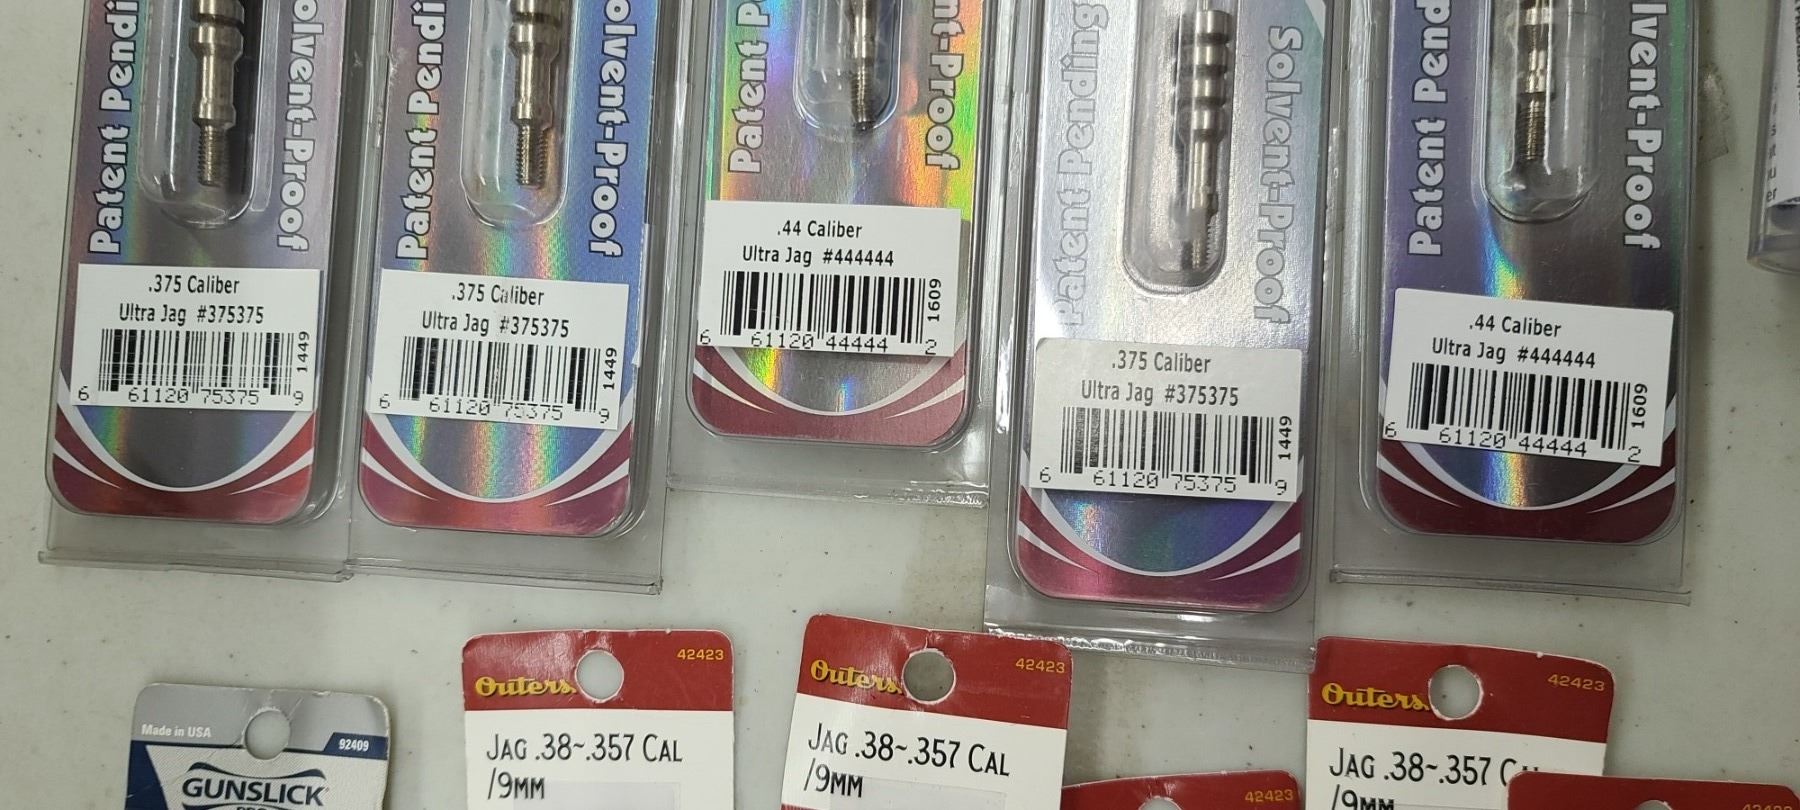 Patent Pendi
olvent-Proof
.375 Caliber
Ultra Jag #375375
6 61120 75375 9
1449
Patent Pendi
olvent-Proof
.375 Caliber
Ultra Jag #375375
6 61120 75375 9
1449
Patent P
nt-Proof
.44 Caliber
Ultra Jag #444444
6 61120 44444 2
1609
Patent Pending
Solvent-Proof
.375 Caliber
Ultra Jag #375375
6 61120 75375 9
1449
Patent Pend
lvent-Proof
.44 Caliber
Ultra Jag #444444
6 61120 44444 2
1609
Made in USA
92409
GUNSLICK
Outers
42423
JAG .38~.357 CAL
/9MM
Outers
42423
JAG .38~.357 CAL
/9MM
42423
Outers
42423
JAG .38~.357 C
/9MM